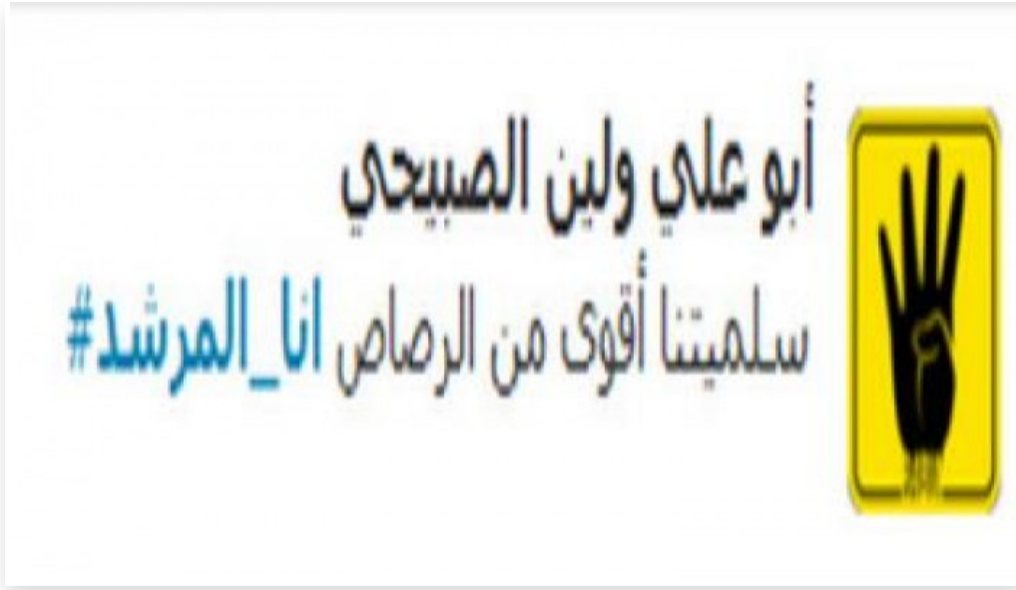 أبو علي ولين الصبيحي
سلميتنا أقوى من الرصاص انا_المرشد#